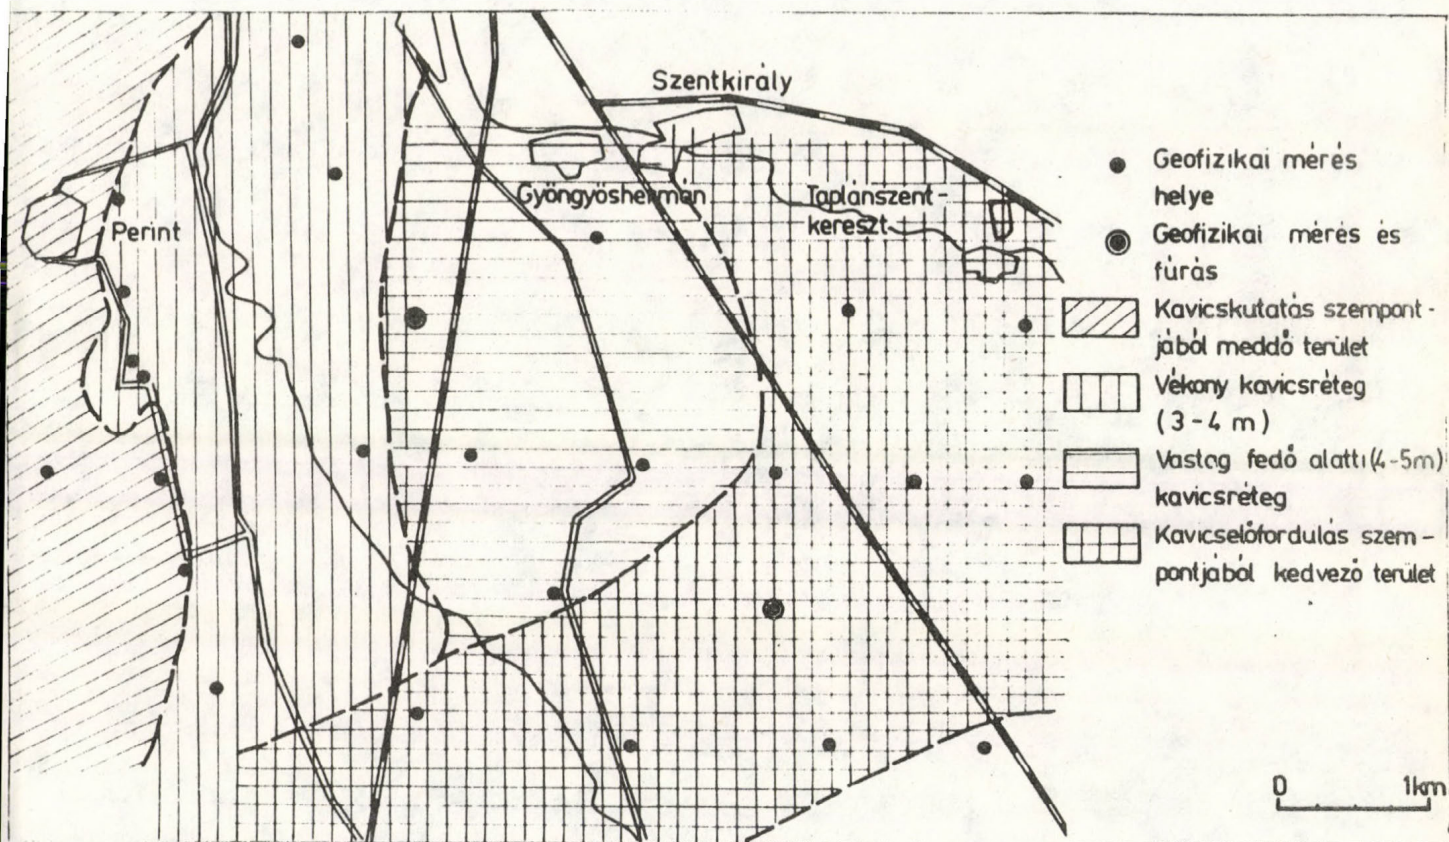 Szentkirály
Gyöngyöshermán
Taplánszent-
kereszt
Perint
Geofizikai mérés
helye
Geofizikai mérés és
fúrás
Kavicskutatás szempont-
jából meddő terület
Vékony kavicsréteg
(3-4 m)
Vastag fedő alatti (4-5m)
kavicsréteg
Kavicselőfordulás szem-
pontjából kedvező terület
0 1km